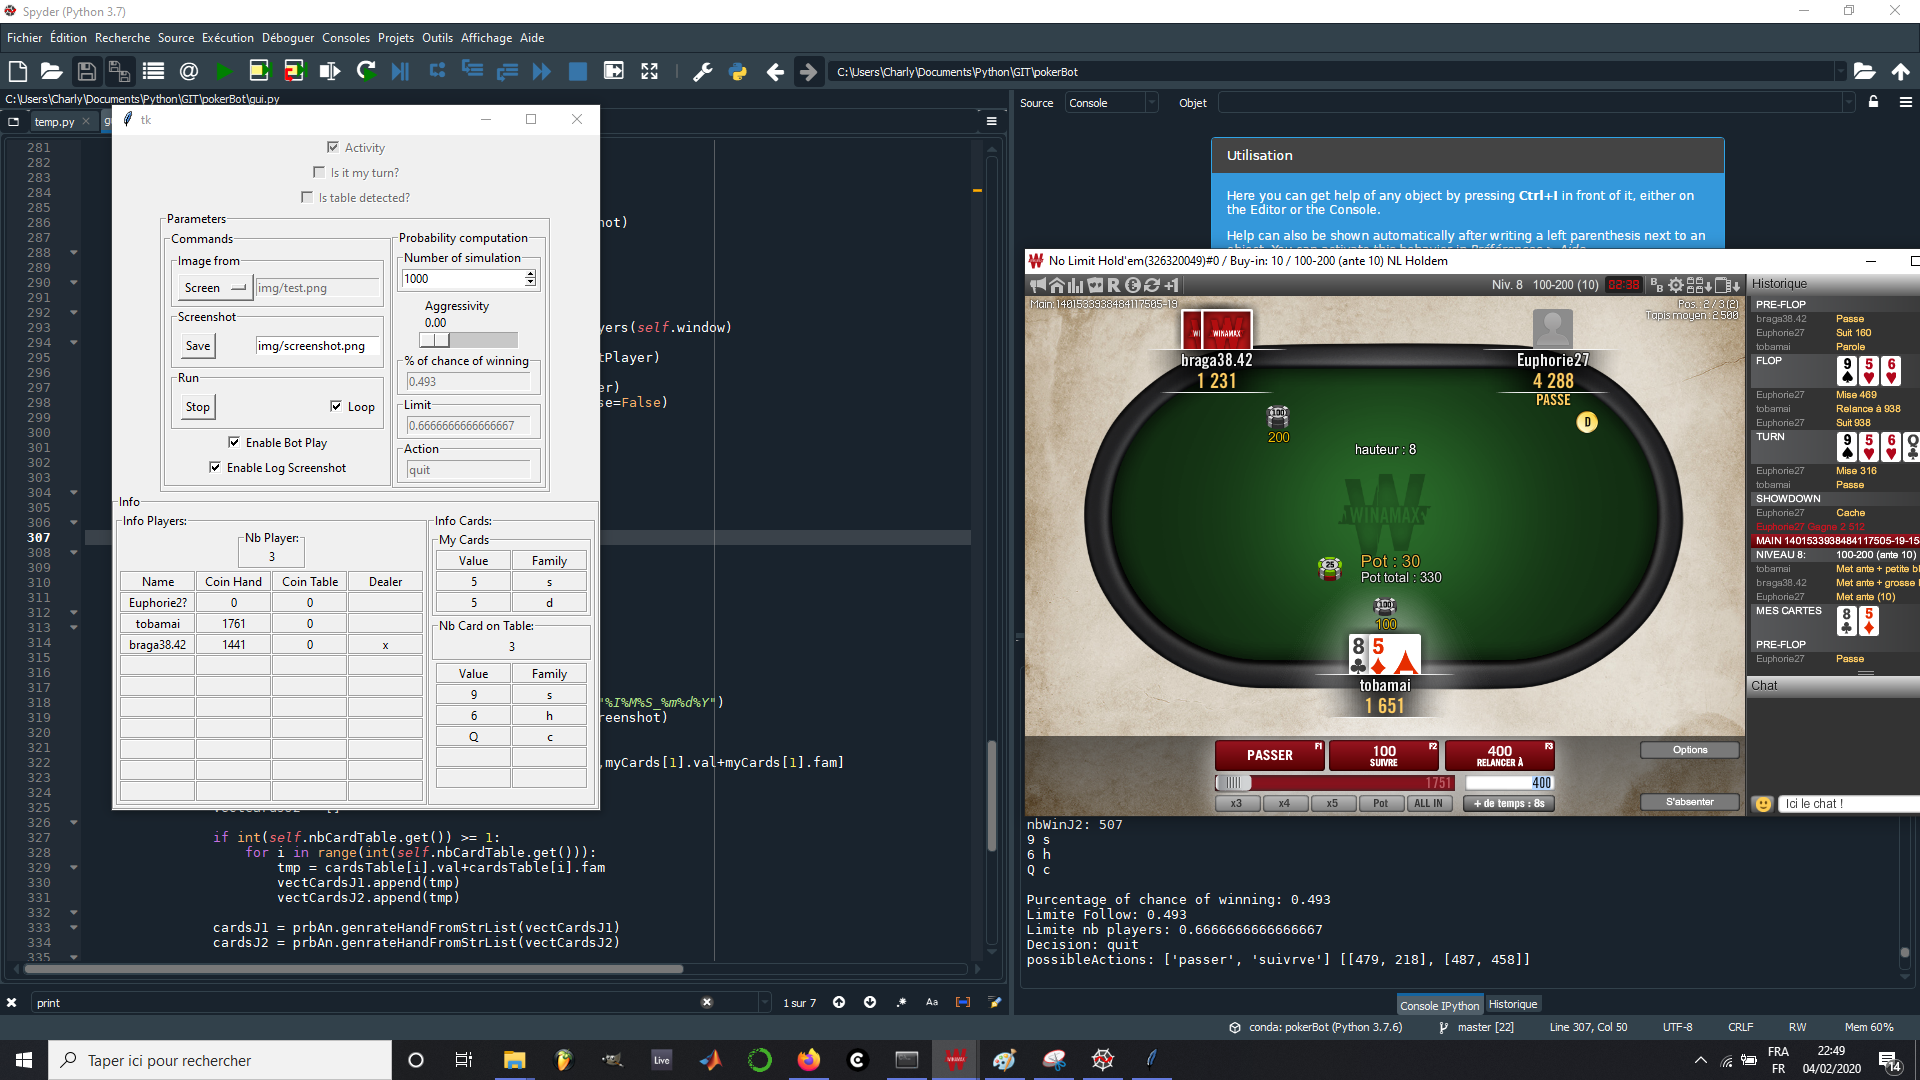 Spyder (Python 3.7)
Fichier Édition Recherche Source Exécution Déboguer Consoles Projets Outils Affichage Aide
C:\Users\Charly\Documents\Python\GIT\pokerBot
C:\Users\Charly\Documents\Python\GIT\pokerBot\gui.py
temp.py
Source Console Objet
tk
Activity
Is it my turn?
Is table detected?
Parameters
Commands
Image from
Screen img/test.png
Screenshot
Save img/screenshot.png
Run
Stop Loop
Enable Bot Play
Enable Log Screenshot
Probability computation
Number of simulation
1000
Aggressivity
0.00
% of chance of winning
0.493
Limit
0.6666666666666667
Action
quit
Info
Info Players:
Nb Player:
3
Name Coin Hand Coin Table Dealer
Euphorie2? 0 0
tobamai 1761 0
braga38.42 1441 0 x
Info Cards:
My Cards
Value Family
5 s
5 d
Nb Card on Table:
3
Value Family
9 s
6 h
Q c
281
282
283
284
285
286 hot)
287
288
289
290
291
292
293 yers(self.window)
294
295 tPlayer)
296
297 er)
298 se=False)
299
300
301
302
303
304
305
306
307
308
309
310
311
312
313
314
315
316
317
318 "%I%M%S_%m%d%Y")
319 reenshot)
320
321
322 ,myCards[1].val+myCards[1].fam]
323
324
325
326
327 if int(self.nbCardTable.get()) >= 1:
328 for i in range(int(self.nbCardTable.get())):
329 tmp = cardsTable[i].val+cardsTable[i].fam
330 vectCardsJ1.append(tmp)
331 vectCardsJ2.append(tmp)
332
333 cardsJ1 = prbAn.genrateHandFromStrList(vectCardsJ1)
334 cardsJ2 = prbAn.genrateHandFromStrList(vectCardsJ2)
335
print 1 sur 7 Aa
Utilisation
Here you can get help of any object by pressing Ctrl+I in front of it, either on
the Editor or the Console.
Help can also be shown automatically after writing a left parenthesis next to an
No Limit Hold'em(326320049)#0 / Buy-in: 10 / 100-200 (ante 10) NL Holdem
Niv. 8 100-200 (10)
Main:1401533938484117505-19
Pos : 2 / 3 (2)
Tapis moyen : 2 500
WINAMAX
braga38.42
1 231
Euphorie27
4 288
PASSE
D
100
200
hauteur : 8
WINAMAX
25
Pot : 30
Pot total : 330
100
100
8 5
tobamai
1 651
PASSER F1
100 SUIVRE F2
400 RELANCER À F3
1751 400
x3 x4 x5 Pot ALL IN + de temps : 8s
Options
S'absenter
Historique
PRE-FLOP
braga38.42 Passe
Euphorie27 Suit 160
tobamai Parole
FLOP 9 5 6
Euphorie27 Mise 469
tobamai Relance à 938
Euphorie27 Suit 938
TURN 9 5 6 Q
Euphorie27 Mise 316
tobamai Passe
SHOWDOWN
Euphorie27 Cache
Euphorie27 Gagne 2 512
MAIN 1401533938484117505-19-15
NIVEAU 8: 100-200 (ante 10)
tobamai Met ante + petite bl
braga38.42 Met ante + grosse
Euphorie27 Met ante (10)
MES CARTES 8 5
PRE-FLOP
Euphorie27 Passe
Chat
Ici le chat !
nbWinJ2: 507
9 s
6 h
Q c
Purcentage of chance of winning: 0.493
Limite Follow: 0.493
Limite nb players: 0.6666666666666667
Decision: quit
possibleActions: ['passer', 'suivrve'] [[479, 218], [487, 458]]
Console IPython Historique
conda: pokerBot (Python 3.7.6) master [22] Line 307, Col 50 UTF-8 CRLF RW Mem 60%
Taper ici pour rechercher
Live
FRA
FR
22:49
04/02/2020
14